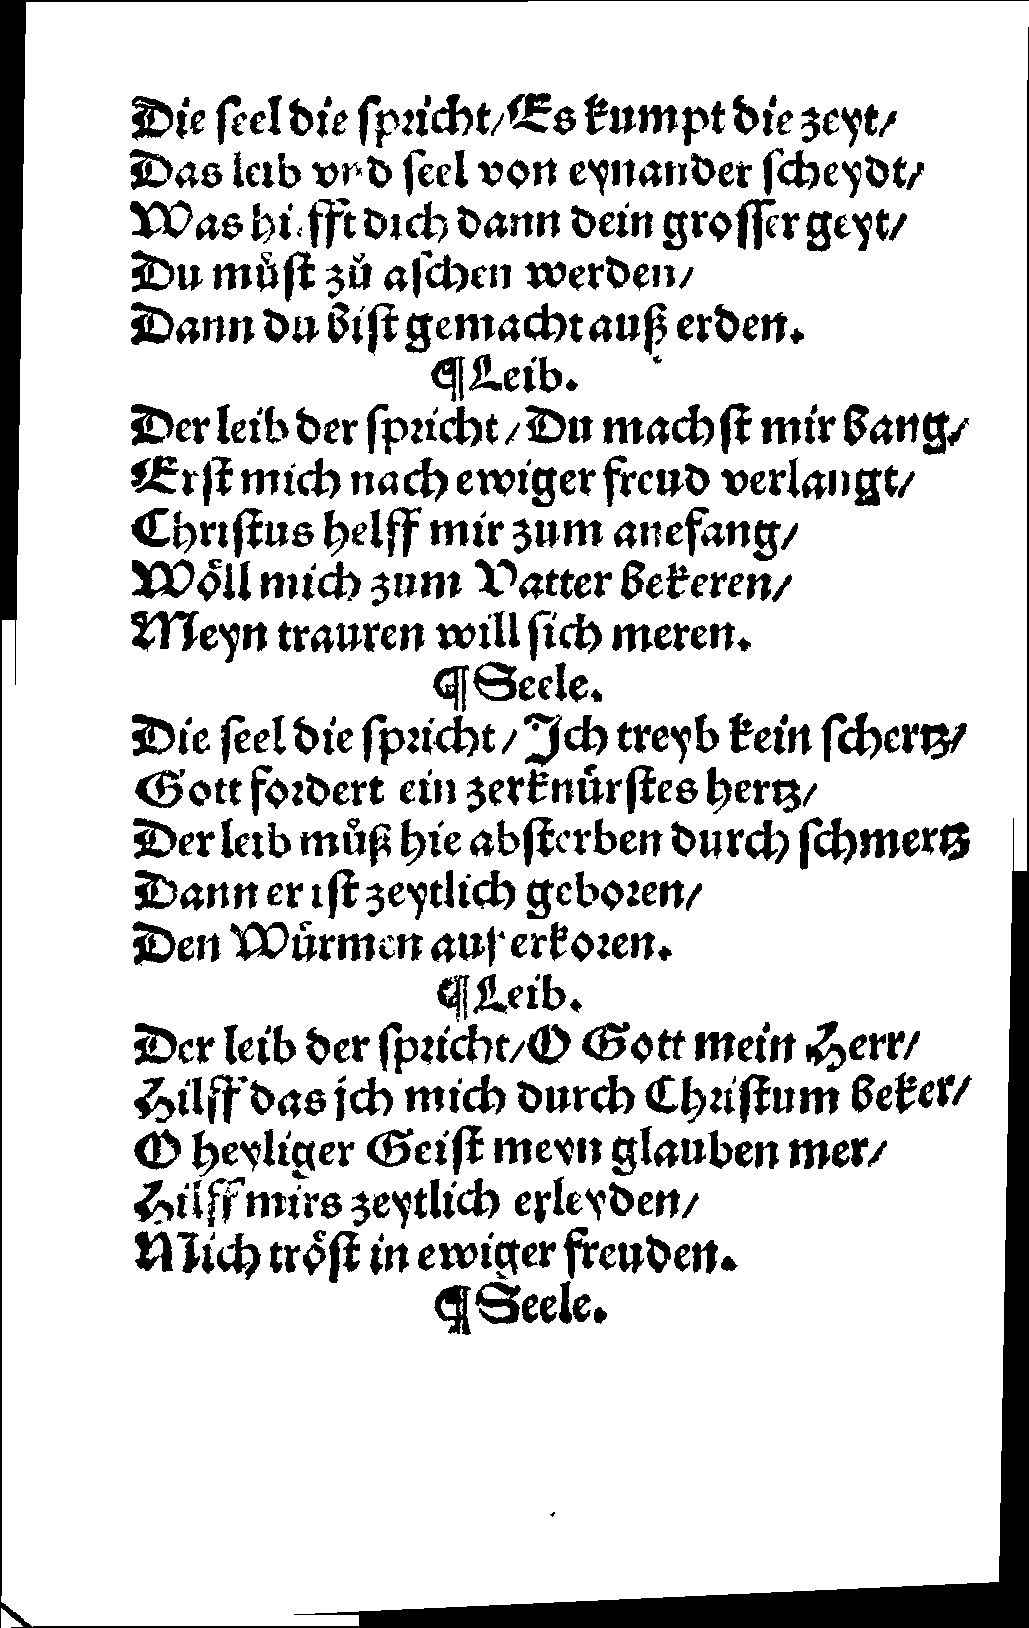 Die seel die spricht/ Es kumpt die zeyt/
Das leib vnd seel von eynander scheydt/
Was hilfft dich dann dein grosser geyt/
Du můst zů aschen werden/
Dann du bist gemacht auß erden.
¶ Leib.
Der leib der spricht/ Du machst mir bang/
Erst mich nach ewiger freud verlangt/
Christus helff mir zum anefang/
Wöll mich zum Vatter bekeren/
Meyn trauren will sich meren.
¶ Seele.
Die seel die spricht/ Jch treyb kein schertz/
Gott fordert ein zerknürstes hertz/
Der leib můß hie absterben durch schmertz
Dann er ist zeytlich geboren/
Den Würmen auserkoren.
¶ Leib.
Der leib der spricht/ O Gott mein Herr/
Hilff das jch mich durch Christum beker/
O heyliger Geist meyn glauben mer/
Hilff mirs zeytlich erleyden/
Mich tröst in ewiger freuden.
¶ Seele.